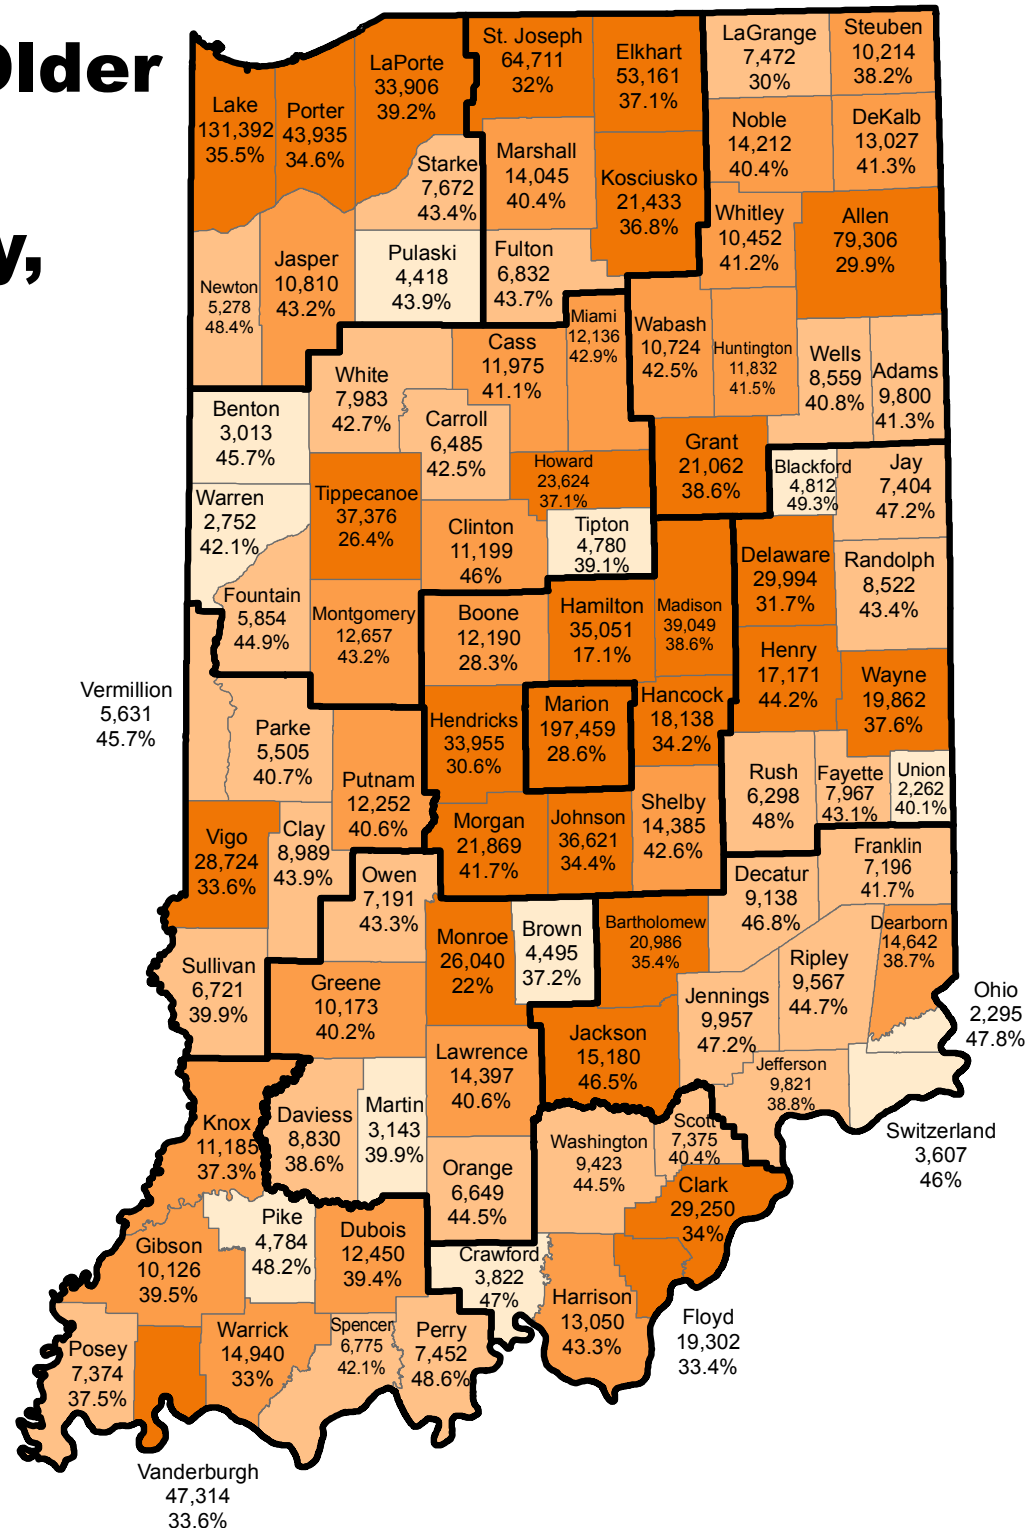 Older
y,
Lake
131,392
35.5%
Porter
43,935
34.6%
LaPorte
33,906
39.2%
St. Joseph
64,711
32%
Elkhart
53,161
37.1%
LaGrange
7,472
30%
Steuben
10,214
38.2%
Noble
14,212
40.4%
DeKalb
13,027
41.3%
Starke
7,672
43.4%
Marshall
14,045
40.4%
Kosciusko
21,433
36.8%
Whitley
10,452
41.2%
Allen
79,306
29.9%
Newton
5,278
48.4%
Jasper
10,810
43.2%
Pulaski
4,418
43.9%
Fulton
6,832
43.7%
Miami
12,136
42.9%
Wabash
10,724
42.5%
Huntington
11,832
41.5%
Wells
8,559
40.8%
Adams
9,800
41.3%
White
7,983
42.7%
Cass
11,975
41.1%
Benton
3,013
45.7%
Carroll
6,485
42.5%
Grant
21,062
38.6%
Blackford
4,812
49.3%
Jay
7,404
47.2%
Warren
2,752
42.1%
Tippecanoe
37,376
26.4%
Howard
23,624
37.1%
Clinton
11,199
46%
Tipton
4,780
39.1%
Delaware
29,994
31.7%
Randolph
8,522
43.4%
Fountain
5,854
44.9%
Montgomery
12,657
43.2%
Boone
12,190
28.3%
Hamilton
35,051
17.1%
Madison
39,049
38.6%
Henry
17,171
44.2%
Wayne
19,862
37.6%
Vermillion
5,631
45.7%
Parke
5,505
40.7%
Putnam
12,252
40.6%
Hendricks
33,955
30.6%
Marion
197,459
28.6%
Hancock
18,138
34.2%
Rush
6,298
48%
Fayette
7,967
43.1%
Union
2,262
40.1%
Vigo
28,724
33.6%
Clay
8,989
43.9%
Morgan
21,869
41.7%
Johnson
36,621
34.4%
Shelby
14,385
42.6%
Franklin
7,196
41.7%
Owen
7,191
43.3%
Decatur
9,138
46.8%
Monroe
26,040
22%
Brown
4,495
37.2%
Bartholomew
20,986
35.4%
Dearborn
14,642
38.7%
Sullivan
6,721
39.9%
Greene
10,173
40.2%
Ripley
9,567
44.7%
Jennings
9,957
47.2%
Ohio
2,295
47.8%
Jackson
15,180
46.5%
Lawrence
14,397
40.6%
Jefferson
9,821
38.8%
Knox
11,185
37.3%
Daviess
8,830
38.6%
Martin
3,143
39.9%
Scott
7,375
40.4%
Switzerland
3,607
46%
Washington
9,423
44.5%
Orange
6,649
44.5%
Clark
29,250
34%
Pike
4,784
48.2%
Dubois
12,450
39.4%
Gibson
10,126
39.5%
Crawford
3,822
47%
Harrison
13,050
43.3%
Floyd
19,302
33.4%
Posey
7,374
37.5%
Warrick
14,940
33%
Spencer
6,775
42.1%
Perry
7,452
48.6%
Vanderburgh
47,314
33.6%